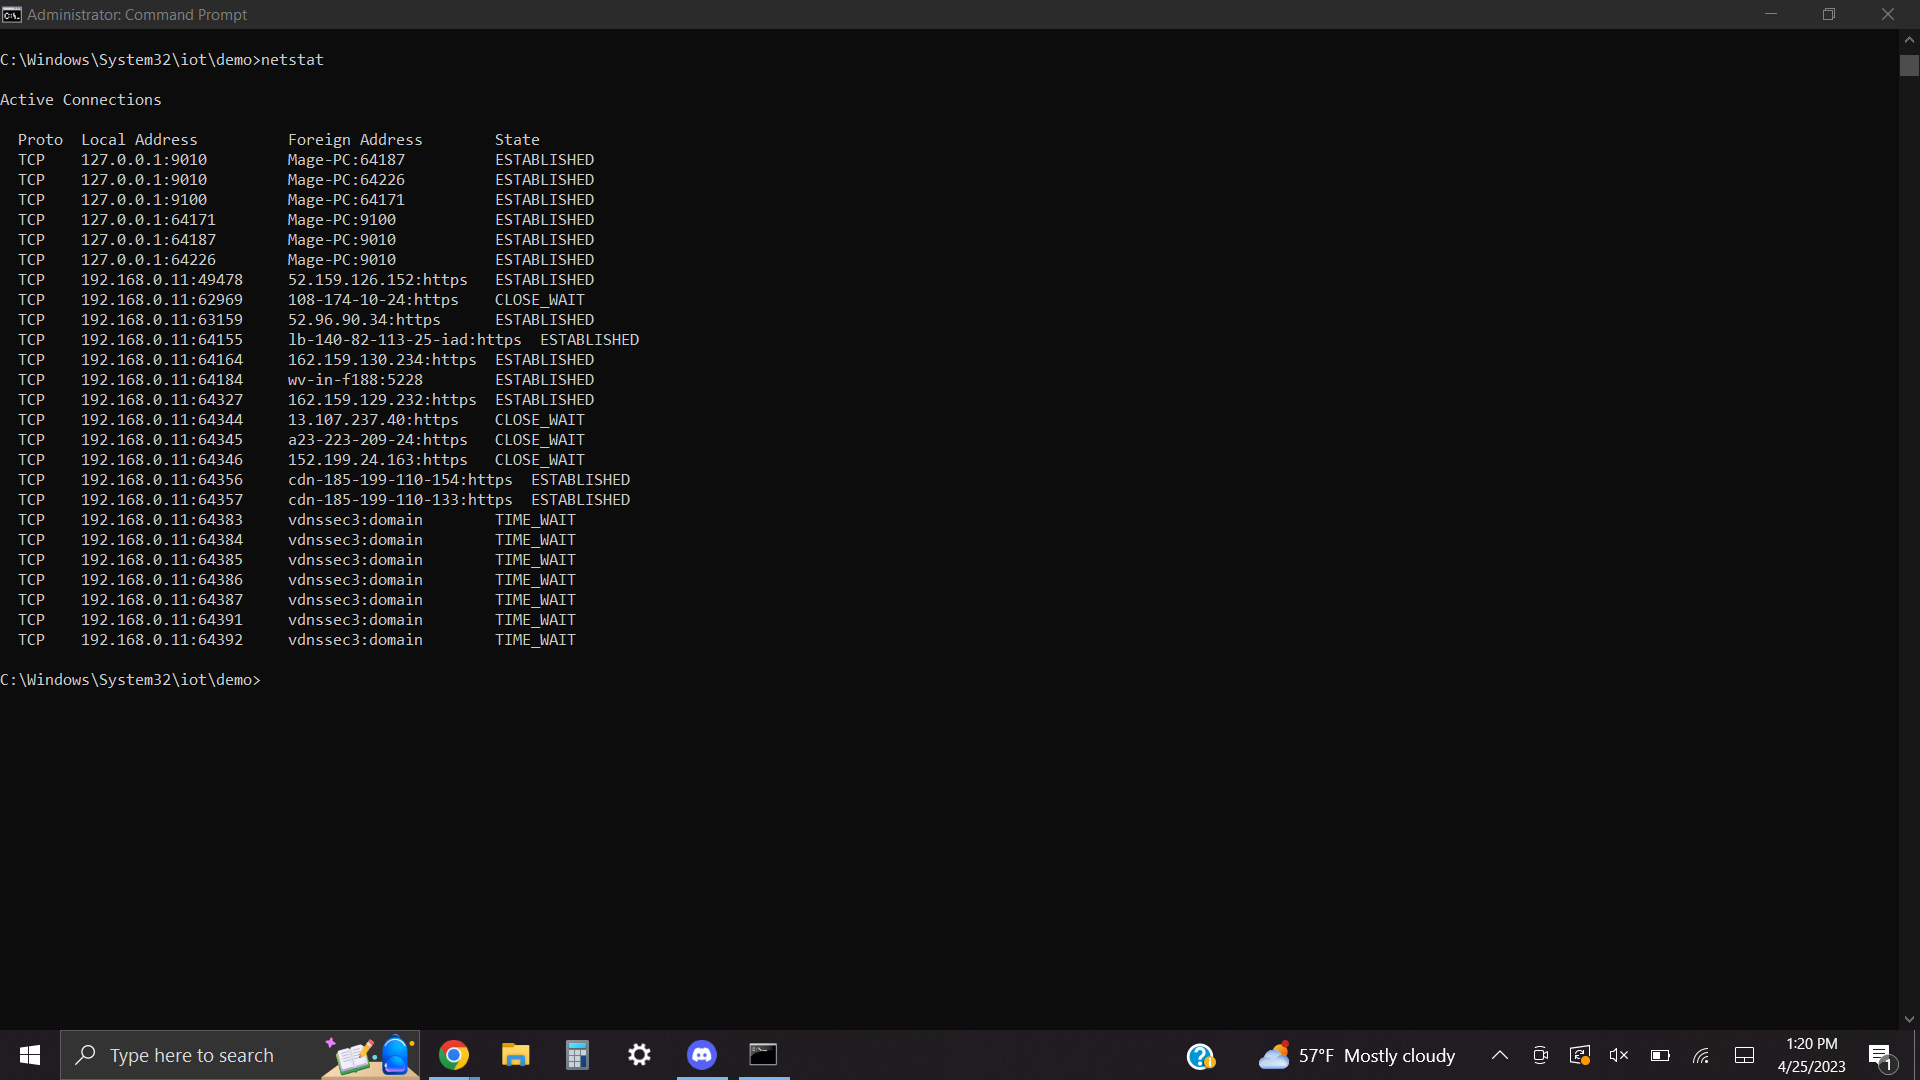 Administrator: Command Prompt
C:\Windows\System32\iot\demo>netstat
Active Connections
Proto  Local Address          Foreign Address        State
TCP    127.0.0.1:9010         Mage-PC:64187          ESTABLISHED
TCP    127.0.0.1:9010         Mage-PC:64226          ESTABLISHED
TCP    127.0.0.1:9100         Mage-PC:64171          ESTABLISHED
TCP    127.0.0.1:64171        Mage-PC:9100           ESTABLISHED
TCP    127.0.0.1:64187        Mage-PC:9010           ESTABLISHED
TCP    127.0.0.1:64226        Mage-PC:9010           ESTABLISHED
TCP    192.168.0.11:49478     52.159.126.152:https   ESTABLISHED
TCP    192.168.0.11:62969     108-174-10-24:https    CLOSE_WAIT
TCP    192.168.0.11:63159     52.96.90.34:https      ESTABLISHED
TCP    192.168.0.11:64155     lb-140-82-113-25-iad:https  ESTABLISHED
TCP    192.168.0.11:64164     162.159.130.234:https  ESTABLISHED
TCP    192.168.0.11:64184     wv-in-f188:5228        ESTABLISHED
TCP    192.168.0.11:64327     162.159.129.232:https  ESTABLISHED
TCP    192.168.0.11:64344     13.107.237.40:https    CLOSE_WAIT
TCP    192.168.0.11:64345     a23-223-209-24:https   CLOSE_WAIT
TCP    192.168.0.11:64346     152.199.24.163:https   CLOSE_WAIT
TCP    192.168.0.11:64356     cdn-185-199-110-154:https  ESTABLISHED
TCP    192.168.0.11:64357     cdn-185-199-110-133:https  ESTABLISHED
TCP    192.168.0.11:64383     vdnssec3:domain        TIME_WAIT
TCP    192.168.0.11:64384     vdnssec3:domain        TIME_WAIT
TCP    192.168.0.11:64385     vdnssec3:domain        TIME_WAIT
TCP    192.168.0.11:64386     vdnssec3:domain        TIME_WAIT
TCP    192.168.0.11:64387     vdnssec3:domain        TIME_WAIT
TCP    192.168.0.11:64391     vdnssec3:domain        TIME_WAIT
TCP    192.168.0.11:64392     vdnssec3:domain        TIME_WAIT
C:\Windows\System32\iot\demo>
Type here to search
57°F Mostly cloudy
1:20 PM
4/25/2023
1